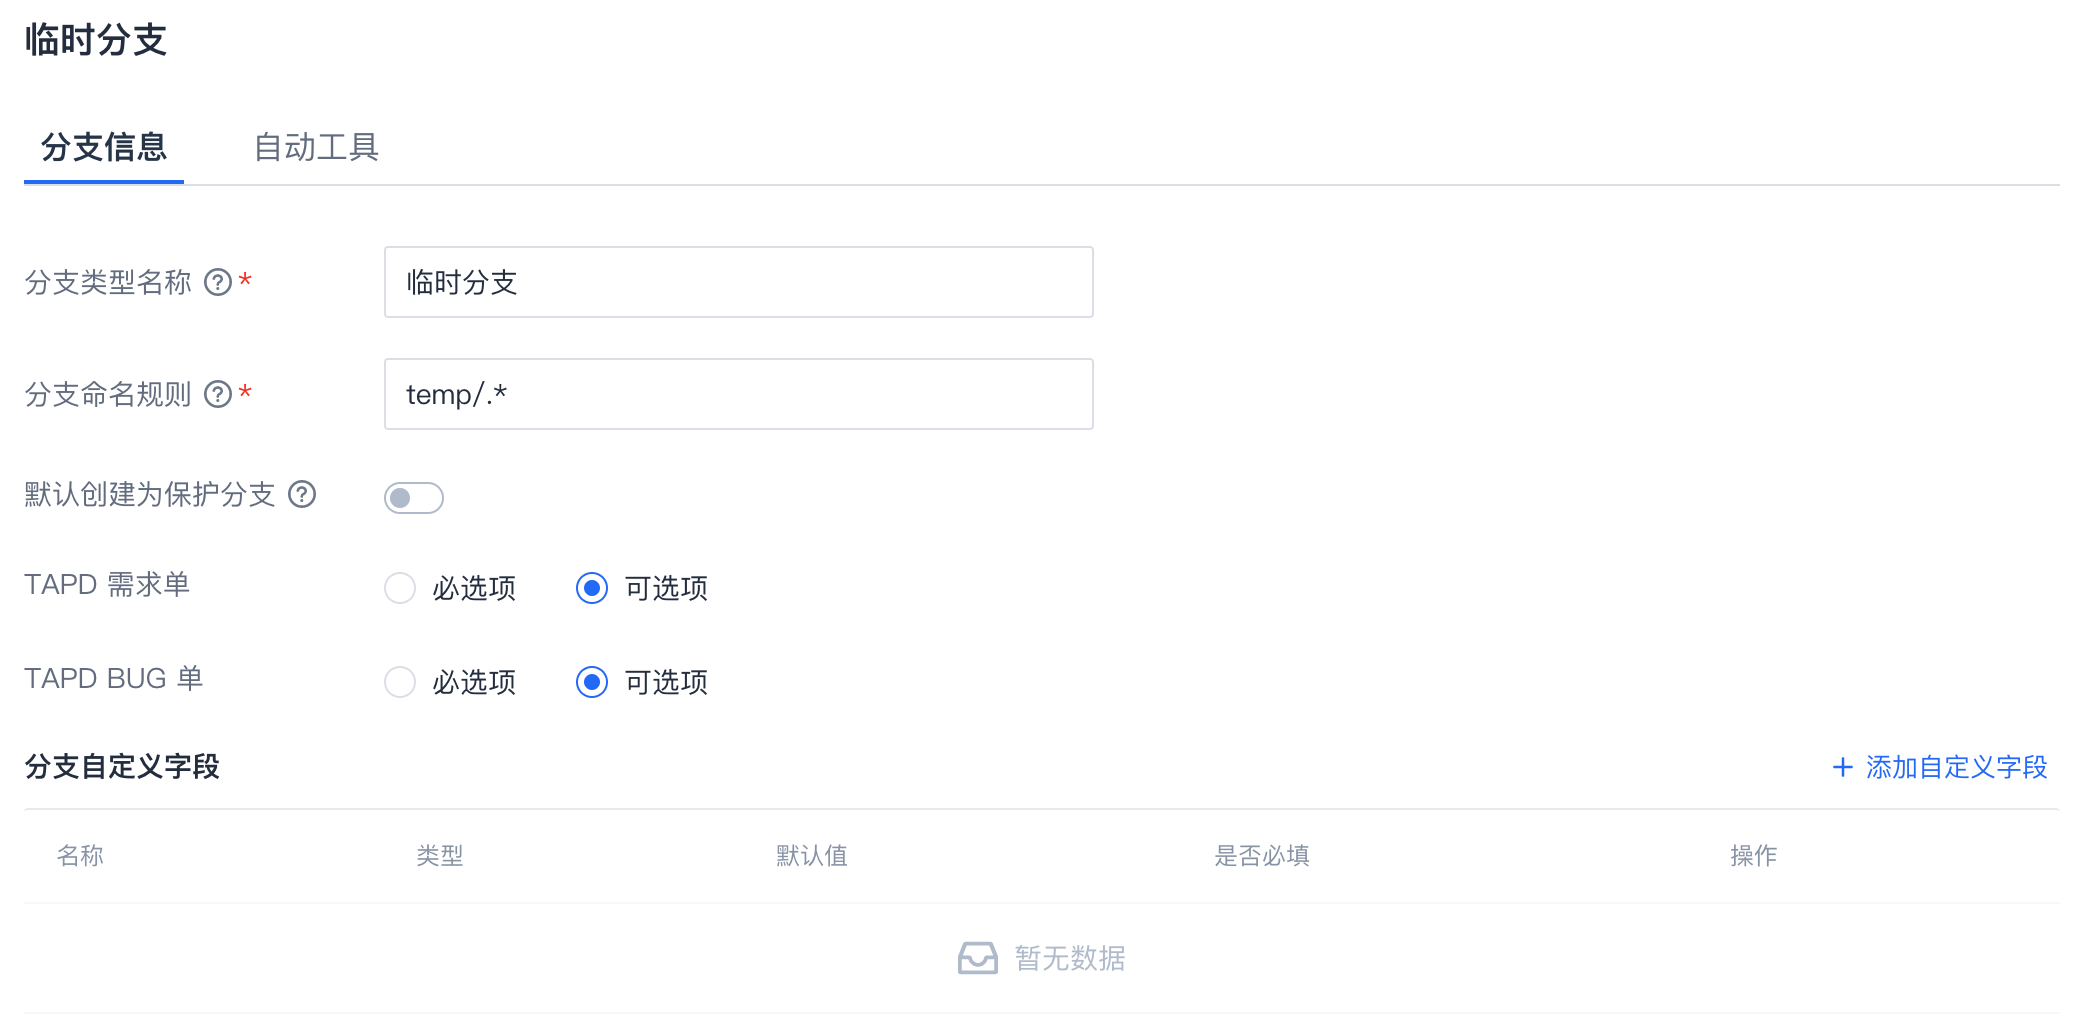 临时分支
分支信息 自动工具
分支类型名称 ? * 临时分支
分支命名规则 ? * temp/.*
默认创建为保护分支 ?
TAPD 需求单 必选项 可选项
TAPD BUG 单 必选项 可选项
分支自定义字段 + 添加自定义字段
名称 类型 默认值 是否必填 操作
暂无数据